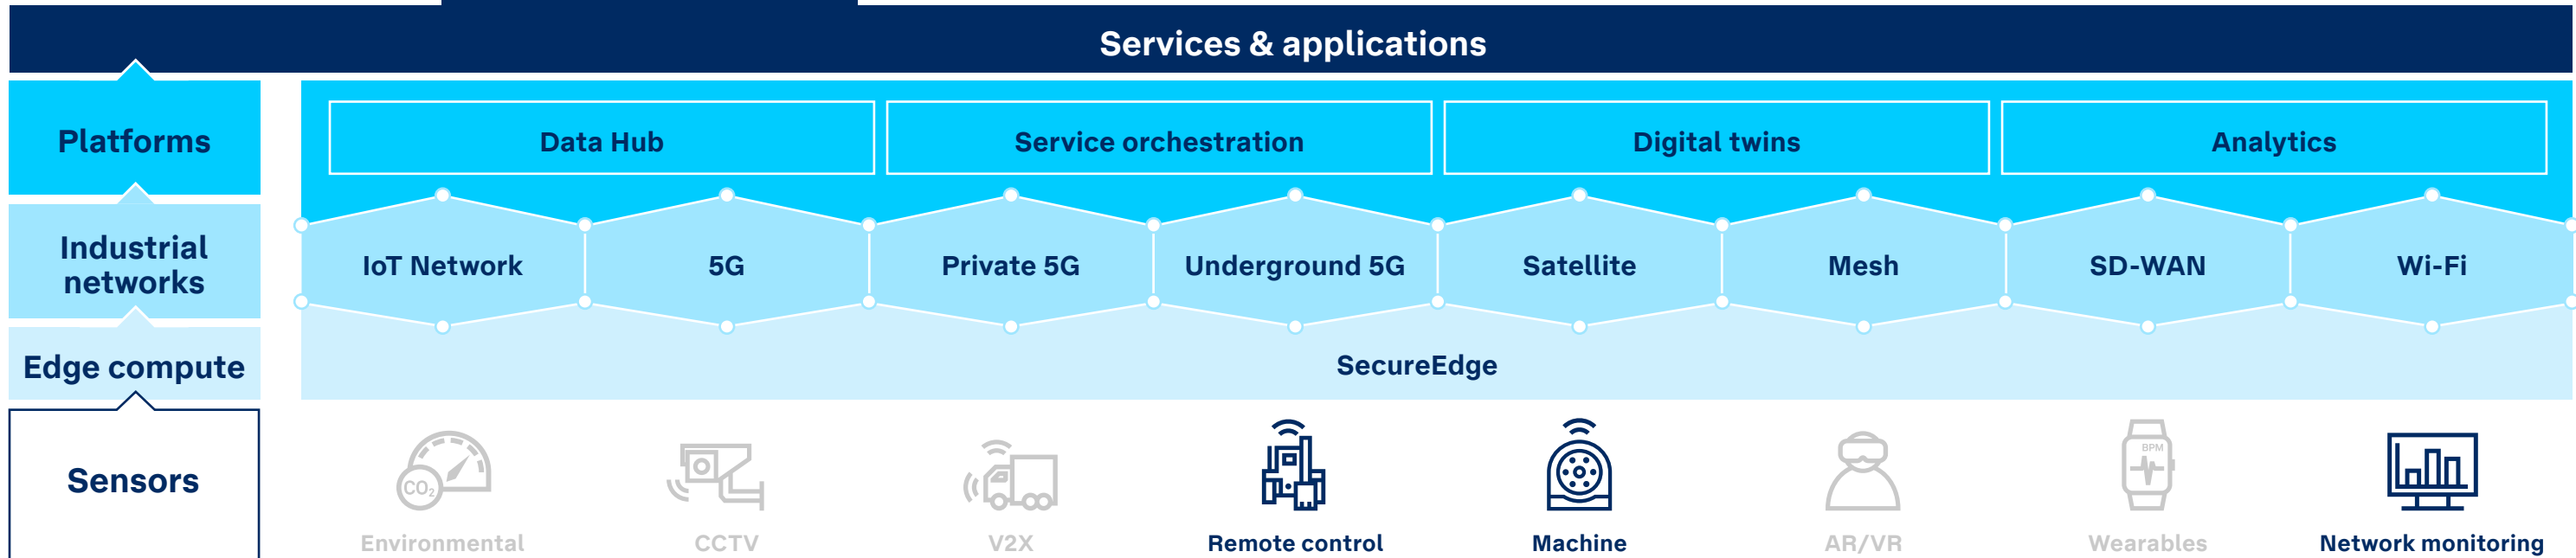 Services & applications
Platforms
Data Hub
Service orchestration
Digital twins
Analytics
Industrial
networks
IoT Network
5G
Private 5G
Underground 5G
Satellite
Mesh
SD-WAN
Wi-Fi
Edge compute
SecureEdge
Sensors
CO₂
BPM
Environmental
CCTV
V2X
Remote control
Machine
AR/VR
Wearables
Network monitoring